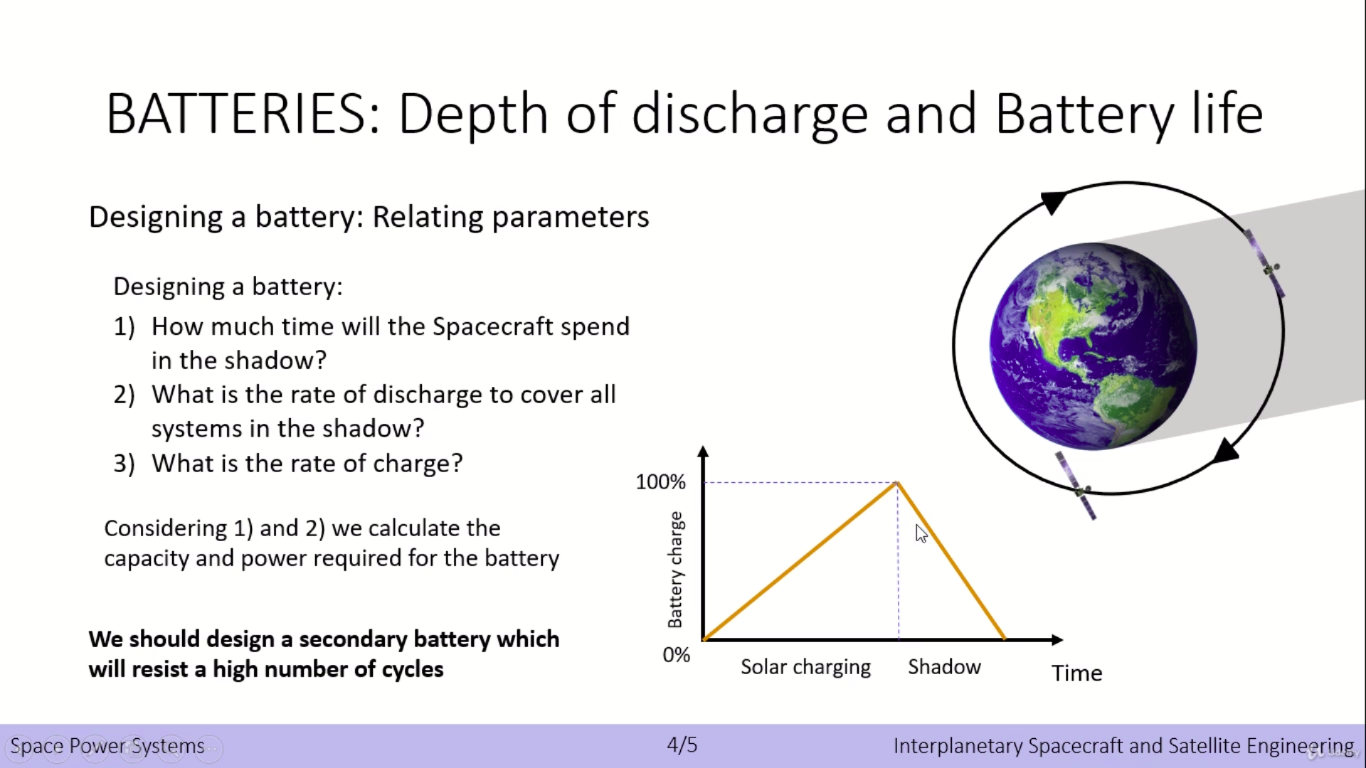 BATTERIES: Depth of discharge and Battery life
Designing a battery: Relating parameters
Designing a battery:
1) How much time will the Spacecraft spend
in the shadow?
2) What is the rate of discharge to cover all
systems in the shadow?
3) What is the rate of charge?
Considering 1) and 2) we calculate the
capacity and power required for the battery
We should design a secondary battery which
will resist a high number of cycles
100%
Battery charge
0%
Solar charging
Shadow
Time
Space Power Systems
4/5
Interplanetary Spacecraft and Satellite Engineering